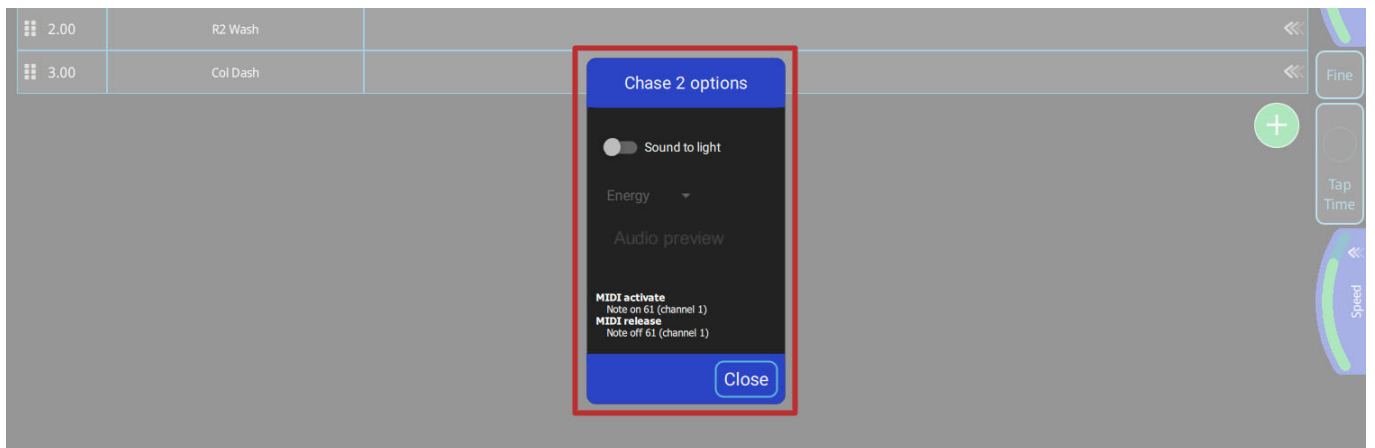 2.00 R2 Wash
3.00 Col Dash
Chase 2 options
Fine
Sound to light
Energy
Tap
Time
Audio preview
Speed
MIDI activate
Note on 61 (channel 1)
MIDI release
Note off 61 (channel 1)
Close